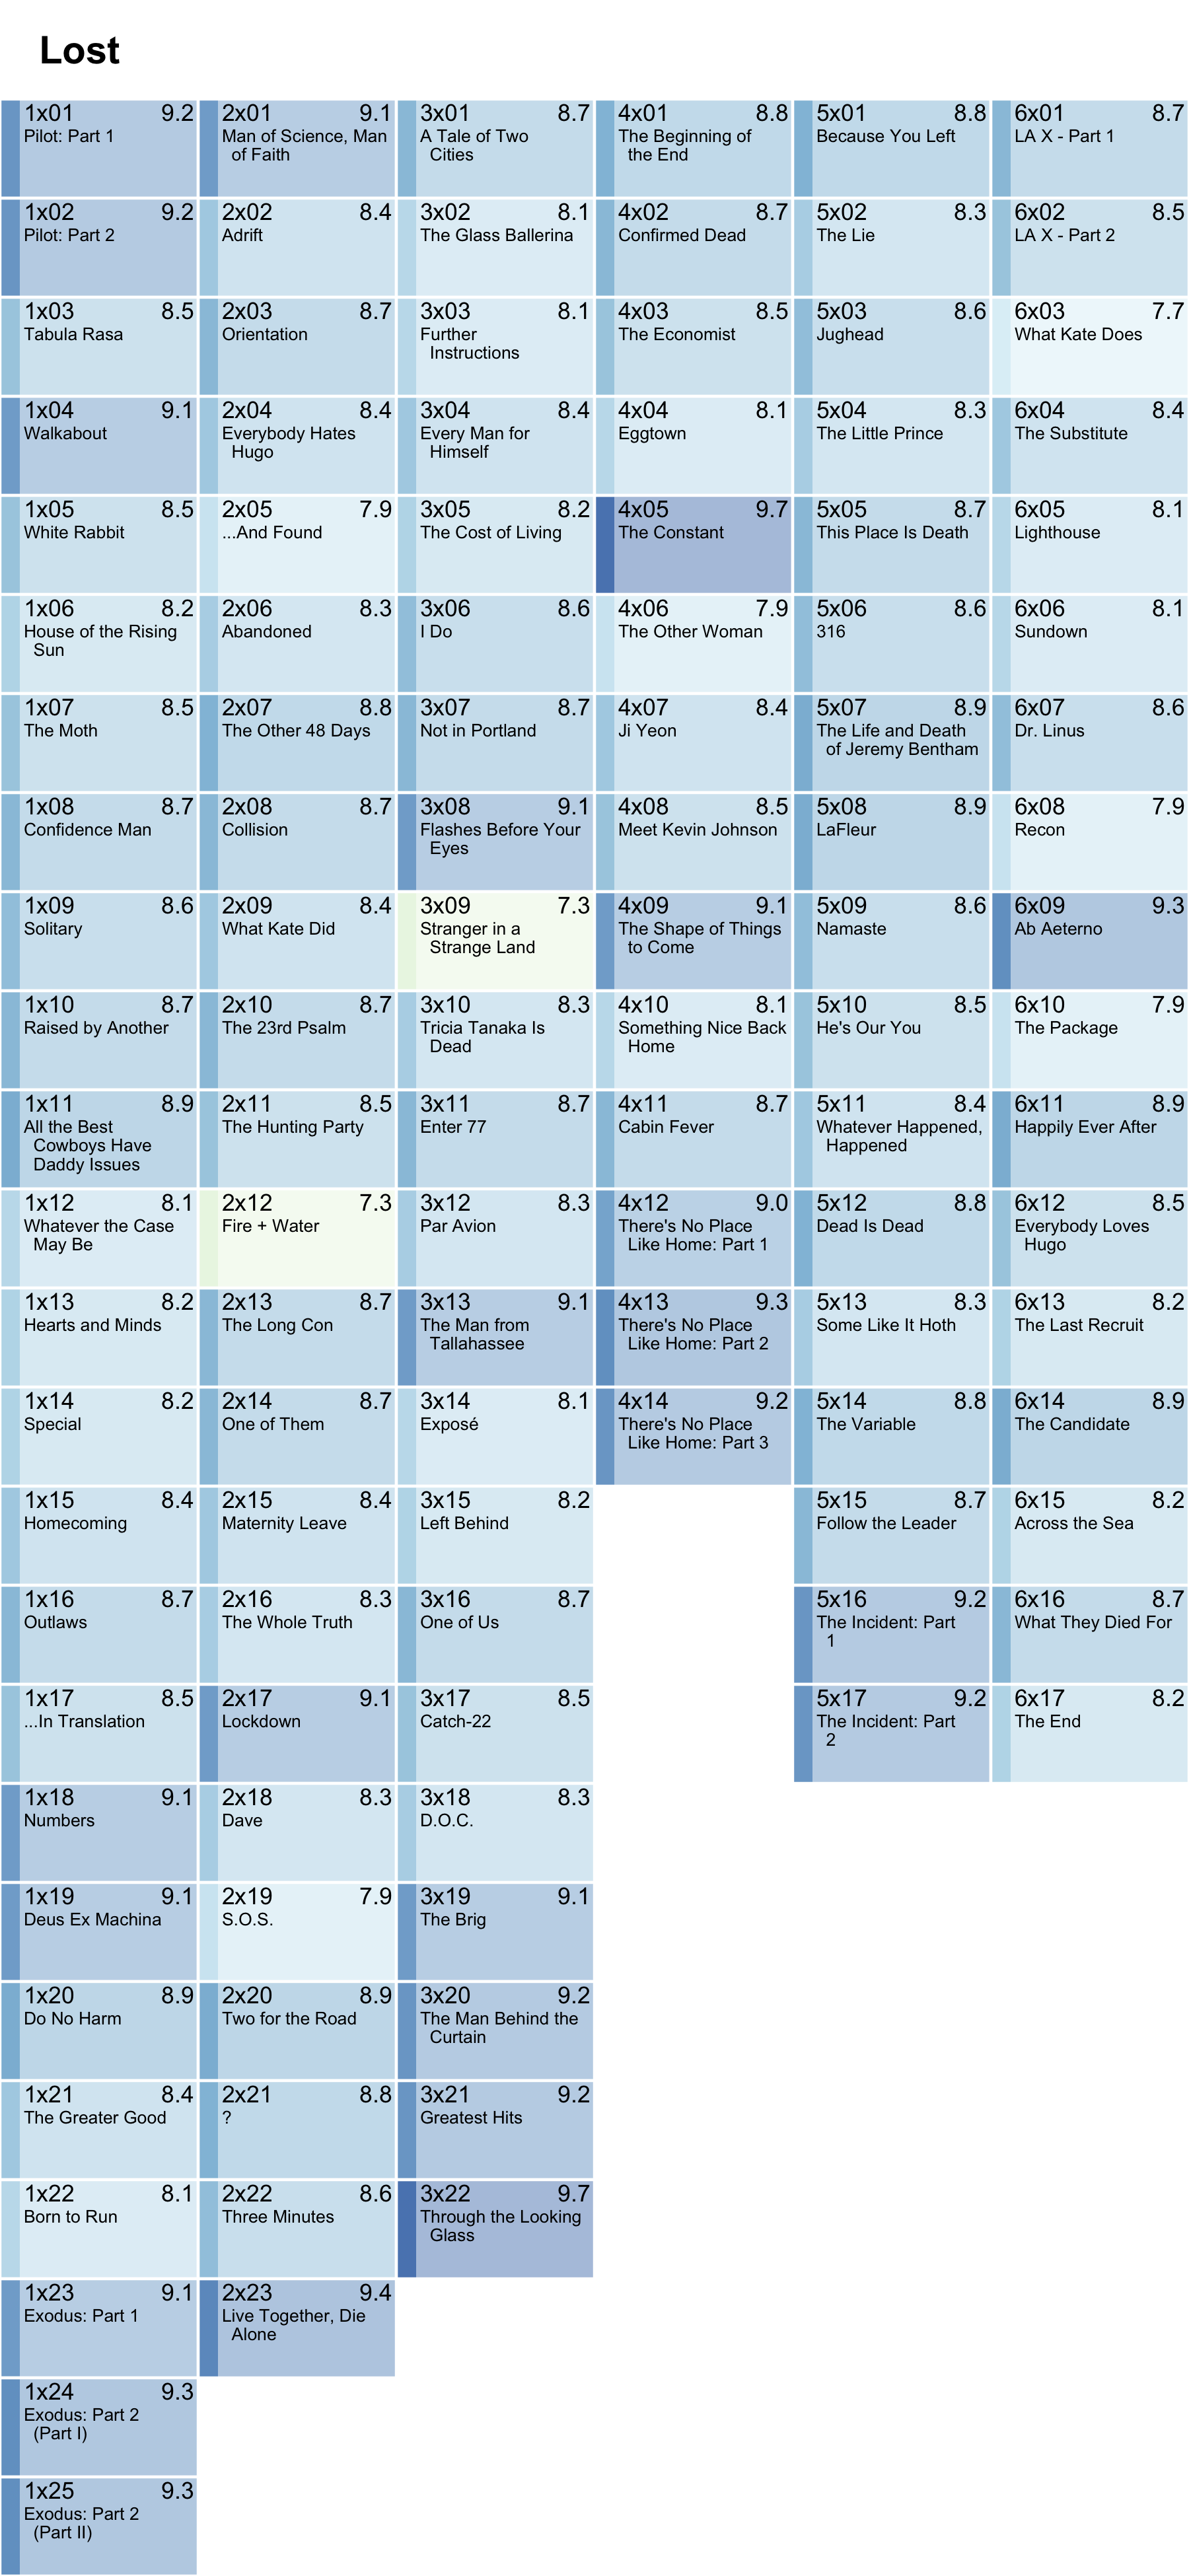 Lost
1x01 9.2
Pilot: Part 1
1x02 9.2
Pilot: Part 2
1x03 8.5
Tabula Rasa
1x04 9.1
Walkabout
1x05 8.5
White Rabbit
1x06 8.2
House of the Rising
Sun
1x07 8.5
The Moth
1x08 8.7
Confidence Man
1x09 8.6
Solitary
1x10 8.7
Raised by Another
1x11 8.9
All the Best
Cowboys Have
Daddy Issues
1x12 8.1
Whatever the Case
May Be
1x13 8.2
Hearts and Minds
1x14 8.2
Special
1x15 8.4
Homecoming
1x16 8.7
Outlaws
1x17 8.5
...In Translation
1x18 9.1
Numbers
1x19 9.1
Deus Ex Machina
1x20 8.9
Do No Harm
1x21 8.4
The Greater Good
1x22 8.1
Born to Run
1x23 9.1
Exodus: Part 1
1x24 9.3
Exodus: Part 2
(Part I)
1x25 9.3
Exodus: Part 2
(Part II)
2x01 9.1
Man of Science, Man
of Faith
2x02 8.4
Adrift
2x03 8.7
Orientation
2x04 8.4
Everybody Hates
Hugo
2x05 7.9
...And Found
2x06 8.3
Abandoned
2x07 8.8
The Other 48 Days
2x08 8.7
Collision
2x09 8.4
What Kate Did
2x10 8.7
The 23rd Psalm
2x11 8.5
The Hunting Party
2x12 7.3
Fire + Water
2x13 8.7
The Long Con
2x14 8.7
One of Them
2x15 8.4
Maternity Leave
2x16 8.3
The Whole Truth
2x17 9.1
Lockdown
2x18 8.3
Dave
2x19 7.9
S.O.S.
2x20 8.9
Two for the Road
2x21 8.8
?
2x22 8.6
Three Minutes
2x23 9.4
Live Together, Die
Alone
3x01 8.7
A Tale of Two
Cities
3x02 8.1
The Glass Ballerina
3x03 8.1
Further
Instructions
3x04 8.4
Every Man for
Himself
3x05 8.2
The Cost of Living
3x06 8.6
I Do
3x07 8.7
Not in Portland
3x08 9.1
Flashes Before Your
Eyes
3x09 7.3
Stranger in a
Strange Land
3x10 8.3
Tricia Tanaka Is
Dead
3x11 8.7
Enter 77
3x12 8.3
Par Avion
3x13 9.1
The Man from
Tallahassee
3x14 8.1
Exposé
3x15 8.2
Left Behind
3x16 8.7
One of Us
3x17 8.5
Catch-22
3x18 8.3
D.O.C.
3x19 9.1
The Brig
3x20 9.2
The Man Behind the
Curtain
3x21 9.2
Greatest Hits
3x22 9.7
Through the Looking
Glass
4x01 8.8
The Beginning of
the End
4x02 8.7
Confirmed Dead
4x03 8.5
The Economist
4x04 8.1
Eggtown
4x05 9.7
The Constant
4x06 7.9
The Other Woman
4x07 8.4
Ji Yeon
4x08 8.5
Meet Kevin Johnson
4x09 9.1
The Shape of Things
to Come
4x10 8.1
Something Nice Back
Home
4x11 8.7
Cabin Fever
4x12 9.0
There's No Place
Like Home: Part 1
4x13 9.3
There's No Place
Like Home: Part 2
4x14 9.2
There's No Place
Like Home: Part 3
5x01 8.8
Because You Left
5x02 8.3
The Lie
5x03 8.6
Jughead
5x04 8.3
The Little Prince
5x05 8.7
This Place Is Death
5x06 8.6
316
5x07 8.9
The Life and Death
of Jeremy Bentham
5x08 8.9
LaFleur
5x09 8.6
Namaste
5x10 8.5
He's Our You
5x11 8.4
Whatever Happened,
Happened
5x12 8.8
Dead Is Dead
5x13 8.3
Some Like It Hoth
5x14 8.8
The Variable
5x15 8.7
Follow the Leader
5x16 9.2
The Incident: Part
1
5x17 9.2
The Incident: Part
2
6x01 8.7
LA X - Part 1
6x02 8.5
LA X - Part 2
6x03 7.7
What Kate Does
6x04 8.4
The Substitute
6x05 8.1
Lighthouse
6x06 8.1
Sundown
6x07 8.6
Dr. Linus
6x08 7.9
Recon
6x09 9.3
Ab Aeterno
6x10 7.9
The Package
6x11 8.9
Happily Ever After
6x12 8.5
Everybody Loves
Hugo
6x13 8.2
The Last Recruit
6x14 8.9
The Candidate
6x15 8.2
Across the Sea
6x16 8.7
What They Died For
6x17 8.2
The End